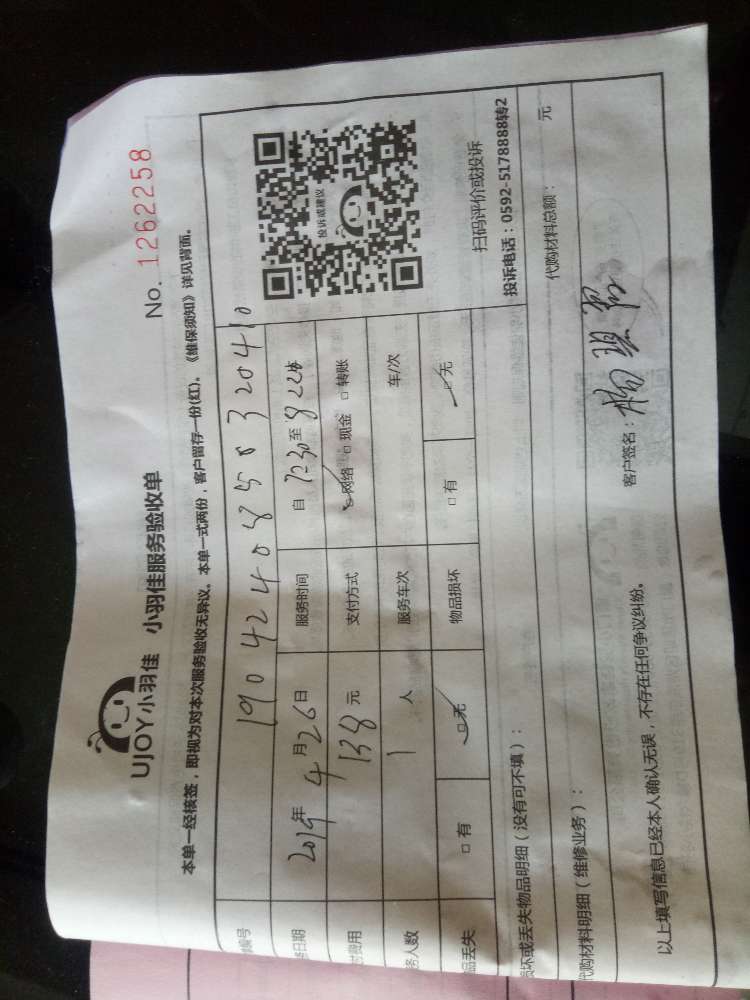 UJOY小羽佳 小羽佳服务验收单
No. 1262258
本单一经核签，即视为对本次服务验收无异议。本单一式两份，客户留存一份(红)。《维保须知》详见背面。
编号 190424085832041
日期 2019年4月26日 服务时间 自 7230至
费用 138元 支付方式 □网络 □现金 □转账
务人数 1 人 服务车次 车/次
品丢失 □有 □无 物品损坏 □有 □无
投诉或建议
扫码评价或投诉
投诉电话：0592-5178888转2
损坏或丢失物品明细（没有可不填）：
代购材料明细（维修业务）： 代购材料总额： 元
以上填写信息已经本人确认无误，不存在任何争议纠纷。 客户签名：